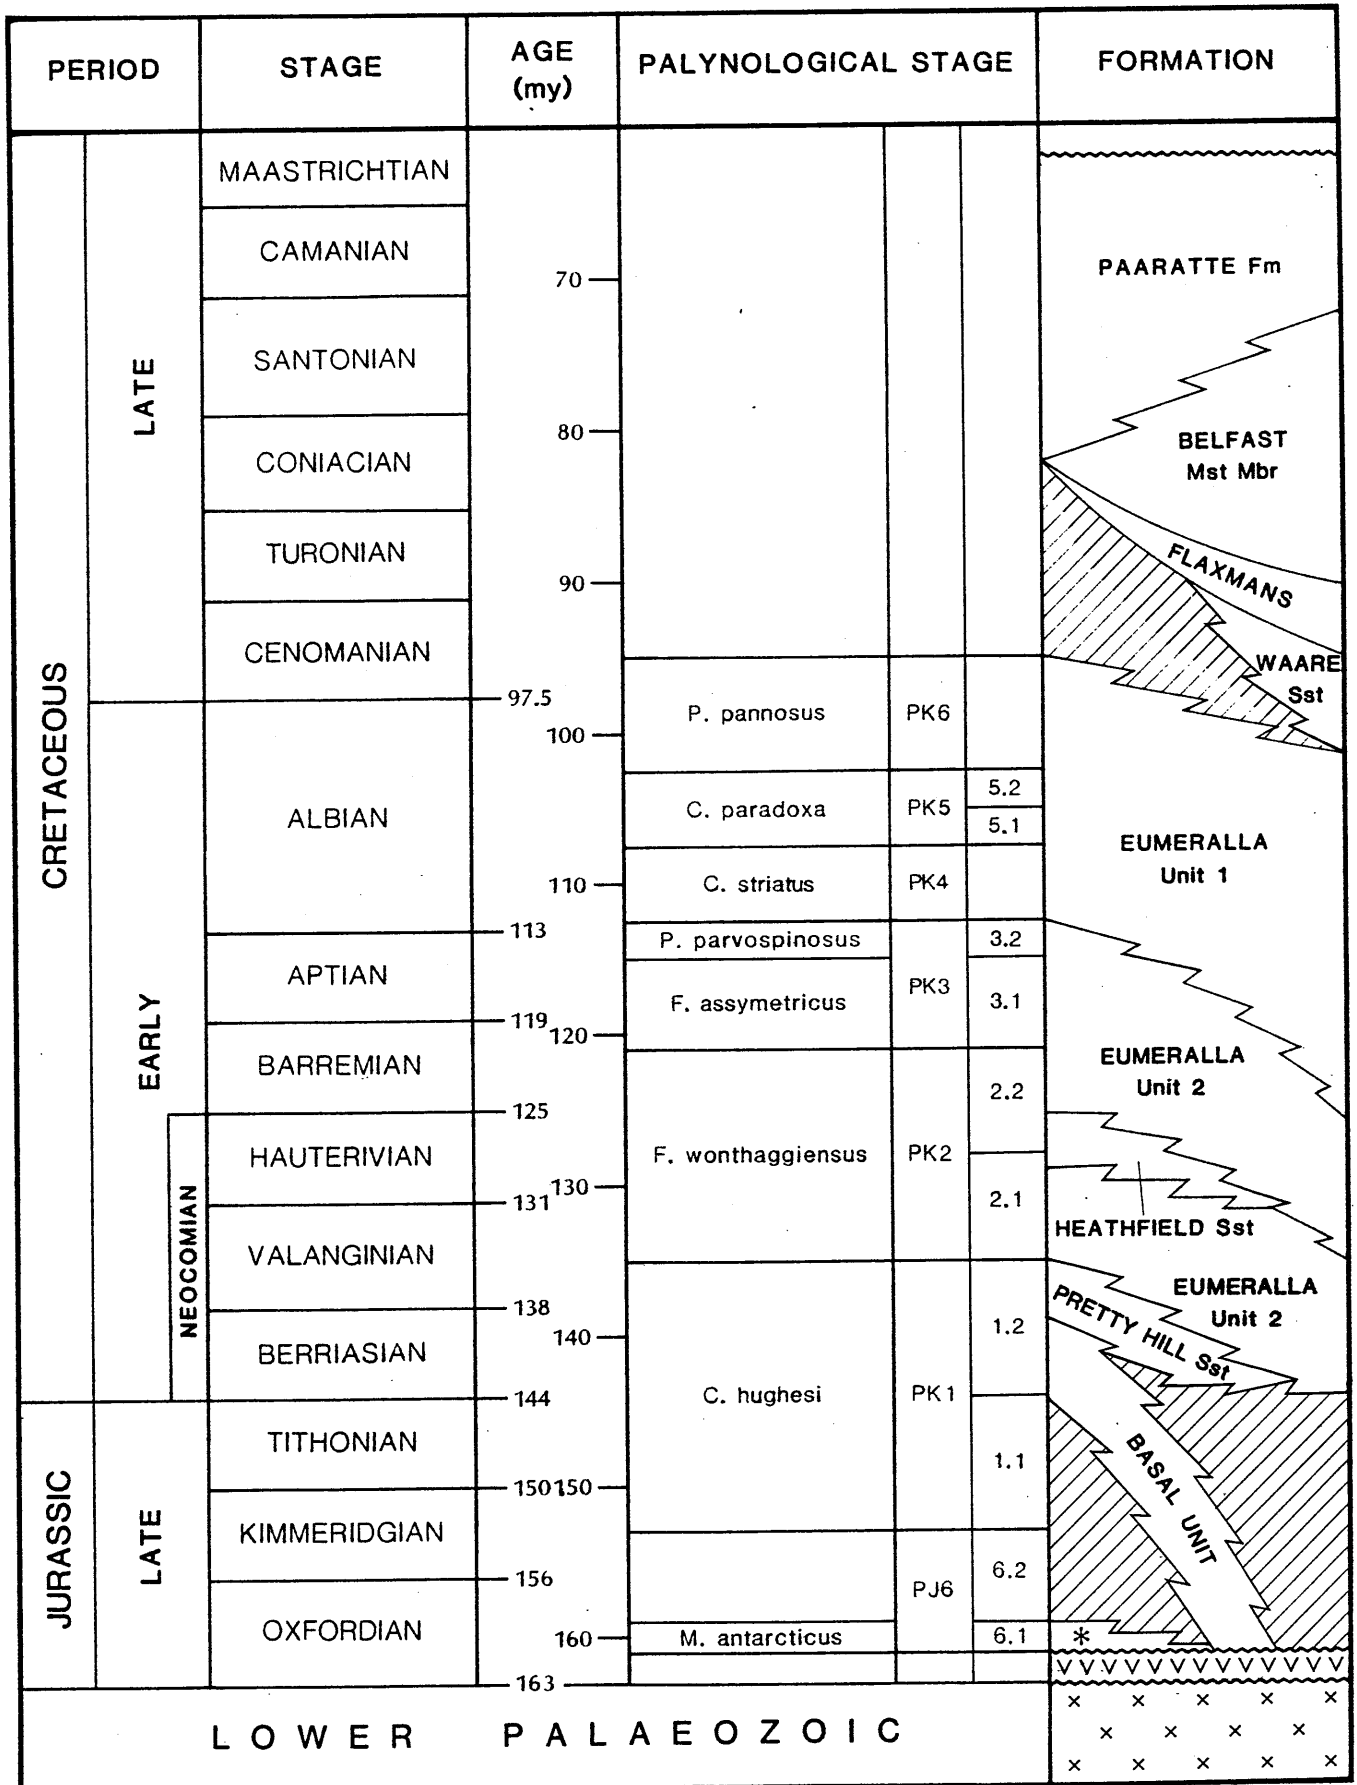 PERIOD STAGE AGE (my) PALYNOLOGICAL STAGE FORMATION
CRETACEOUS
LATE
MAASTRICHTIAN
CAMANIAN
SANTONIAN
CONIACIAN
TURONIAN
CENOMANIAN
EARLY
ALBIAN
APTIAN
BARREMIAN
NEOCOMIAN
HAUTERIVIAN
VALANGINIAN
BERRIASIAN
JURASSIC
LATE
TITHONIAN
KIMMERIDGIAN
OXFORDIAN
70
80
90
97.5
100
110
113
119
120
125
130
131
138
140
144
150 150
156
160
163
P. pannosus PK6
C. paradoxa PK5 5.2
5.1
C. striatus PK4
P. parvospinosus 3.2
PK3
F. assymetricus 3.1
2.2
F. wonthaggiensus PK2
2.1
1.2
C. hughesi PK1
1.1
6.2
PJ6
M. antarcticus 6.1
PAARATTE Fm
BELFAST
Mst Mbr
FLAXMANS
WAARE
Sst
EUMERALLA
Unit 1
EUMERALLA
Unit 2
HEATHFIELD Sst
EUMERALLA
Unit 2
PRETTY HILL Sst
BASAL UNIT
*
LOWER PALAEOZOIC